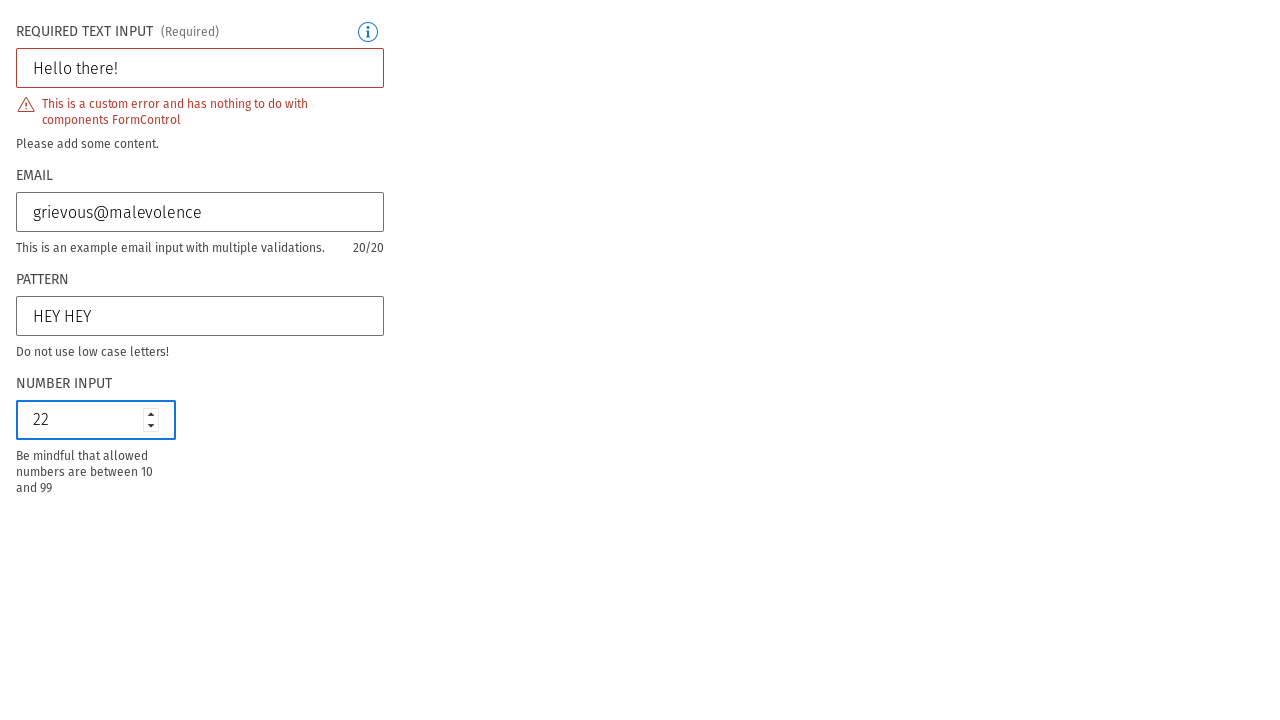 REQUIRED TEXT INPUT (Required)
Hello there!
This is a custom error and has nothing to do with
components FormControl
Please add some content.
EMAIL
grievous@malevolence
This is an example email input with multiple validations. 20/20
PATTERN
HEY HEY
Do not use low case letters!
NUMBER INPUT
22
Be mindful that allowed
numbers are between 10
and 99